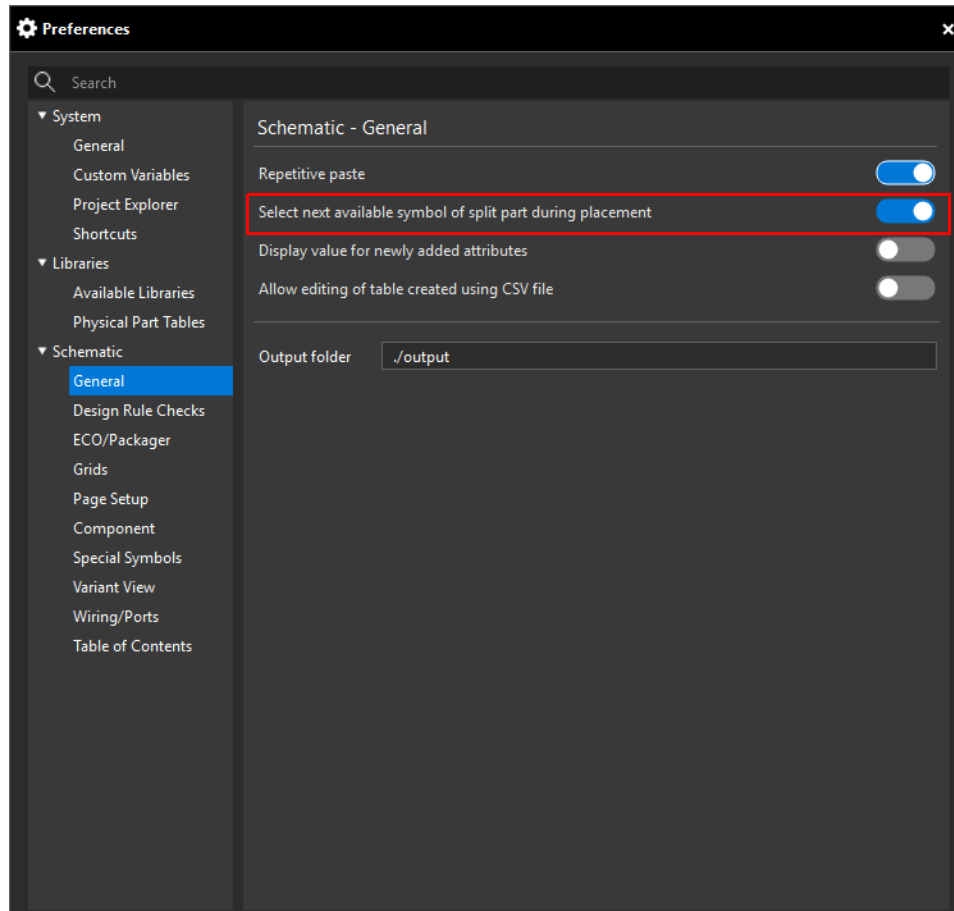 Preferences
Search
System
General
Custom Variables
Project Explorer
Shortcuts
Libraries
Available Libraries
Physical Part Tables
Schematic
General
Design Rule Checks
ECO/Packager
Grids
Page Setup
Component
Special Symbols
Variant View
Wiring/Ports
Table of Contents
Schematic - General
Repetitive paste
Select next available symbol of split part during placement
Display value for newly added attributes
Allow editing of table created using CSV file
Output folder ./output